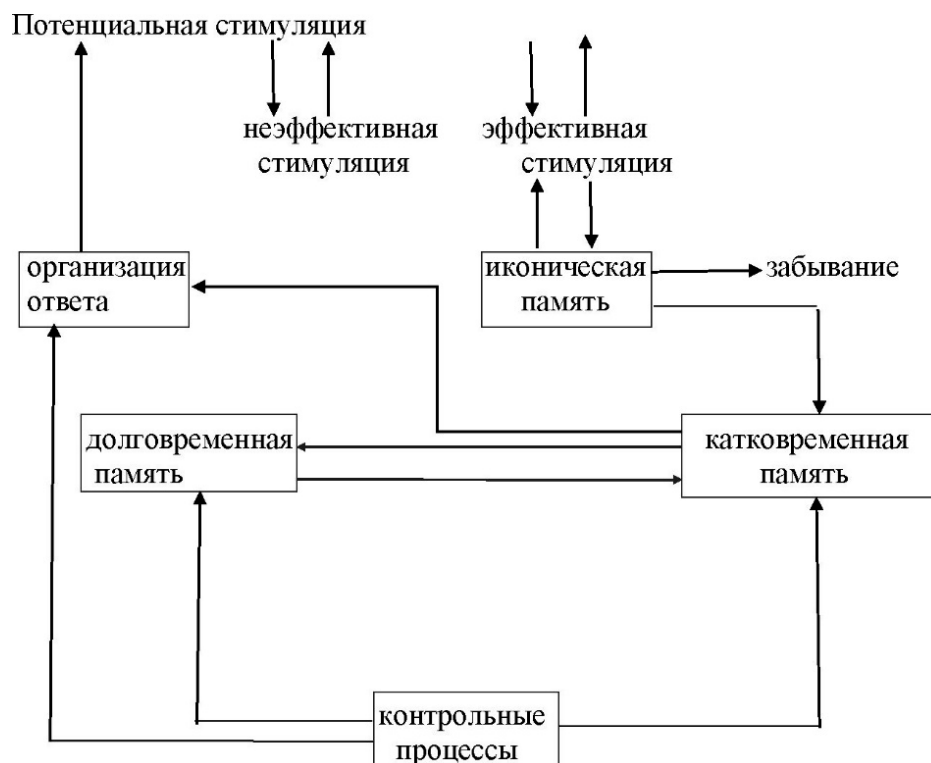 Потенциальная стимуляция
неэффективная
стимуляция
эффективная
стимуляция
организация
ответа
иконическая
память
забывание
долговременная
память
катковременная
память
контрольные
процессы